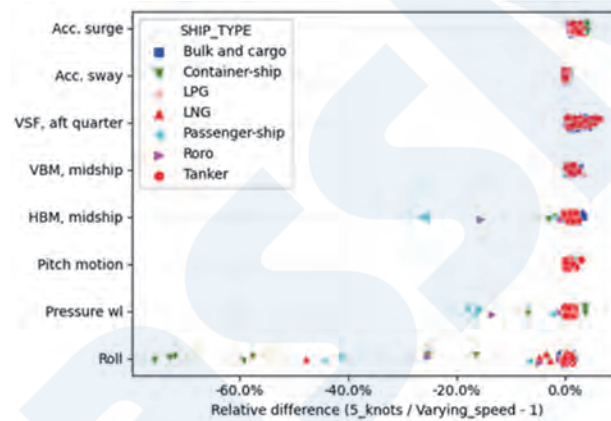 SHIP_TYPE
Bulk and cargo
Container-ship
LPG
LNG
Passenger-ship
Roro
Tanker
Acc. surge
Acc. sway
VSF, aft quarter
VBM, midship
HBM, midship
Pitch motion
Pressure wl
Roll
-60.0% -40.0% -20.0% 0.0%
Relative difference (5_knots / Varying_speed - 1)